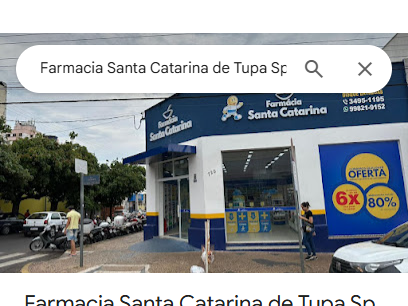 Farmacia Santa Catarina de Tupa Sp
Farmácia
Santa Catarina
Farmácia
Santa Catarina
3495-1195
99821-9152
OFERTA
6X
80%
Farmacia Santa Catarina de Tupa Sp